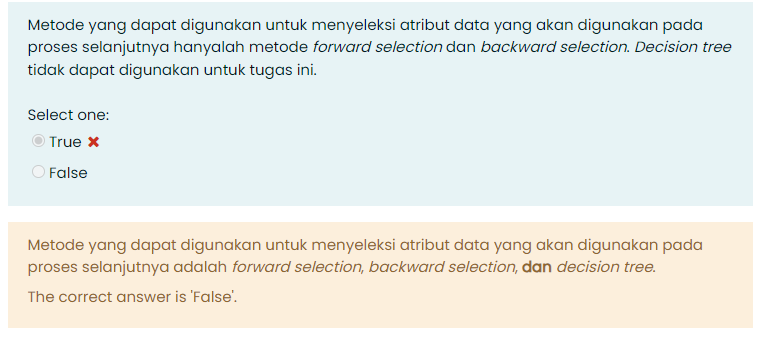 Metode yang dapat digunakan untuk menyeleksi atribut data yang akan digunakan pada
proses selanjutnya hanyalah metode forward selection dan backward selection. Decision tree
tidak dapat digunakan untuk tugas ini.
Select one:
True ✖
False
Metode yang dapat digunakan untuk menyeleksi atribut data yang akan digunakan pada
proses selanjutnya adalah forward selection, backward selection, dan decision tree.
The correct answer is 'False'.